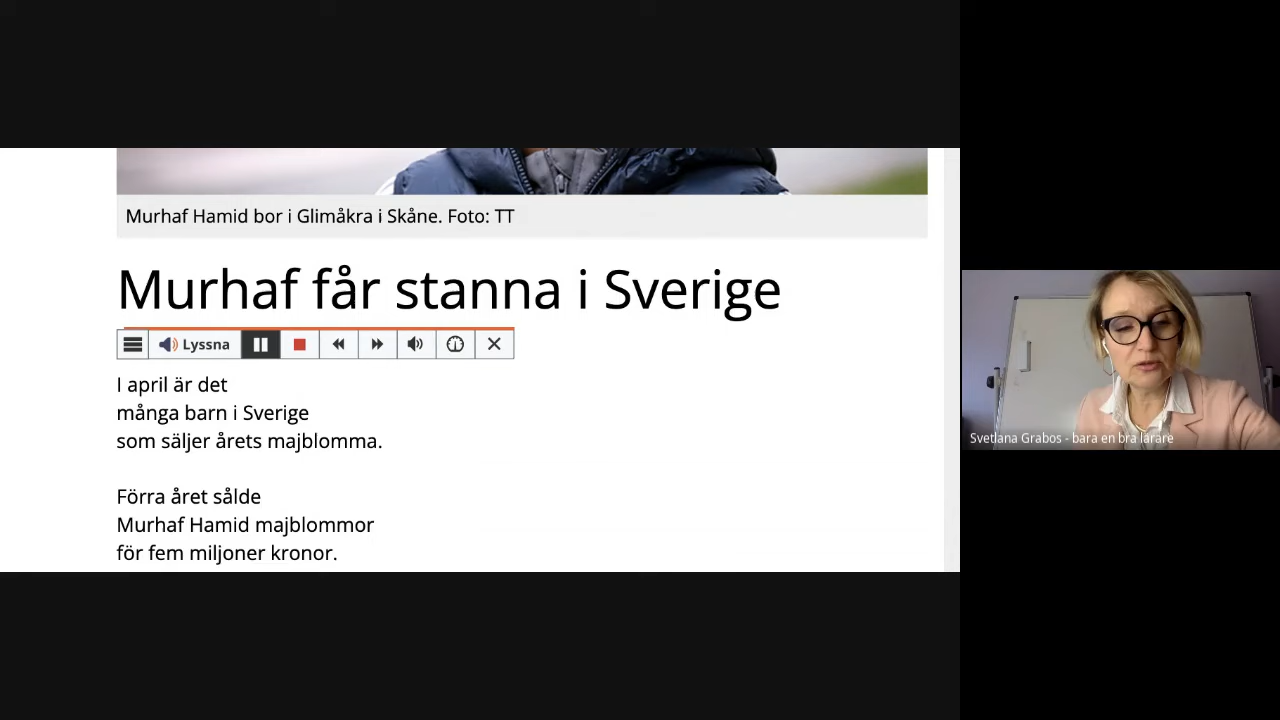 Murhaf Hamid bor i Glimåkra i Skåne. Foto: TT
Murhaf får stanna i Sverige
Lyssna
I april är det
många barn i Sverige
som säljer årets majblomma.
Förra året sålde
Murhaf Hamid majblommor
för fem miljoner kronor.
Svetlana Grabos - bara en bra lärare